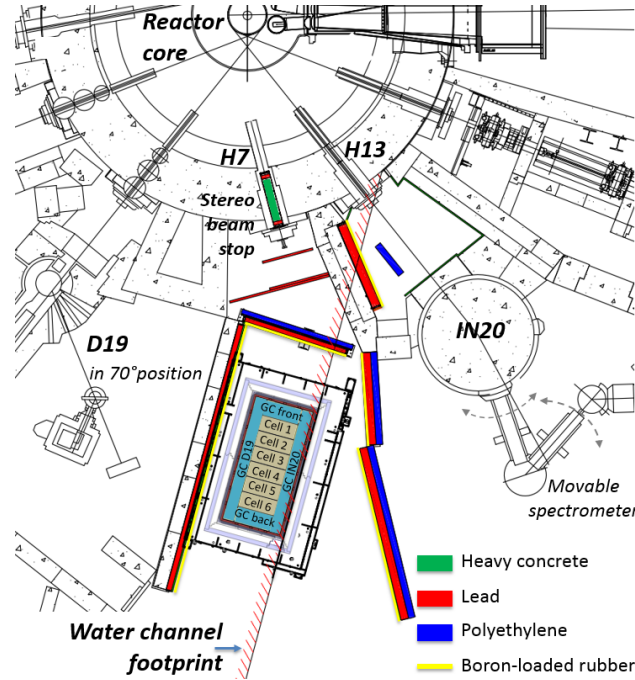 Reactor
core
H7
H13
Stereo
beam
stop
D19
in 70°position
IN20
GC front
Cell 1
Cell 2
Cell 3
Cell 4
Cell 5
Cell 6
GC back
GC D19
GC IN20
Movable
spectrometer
Heavy concrete
Lead
Polyethylene
Boron-loaded rubber
Water channel
footprint